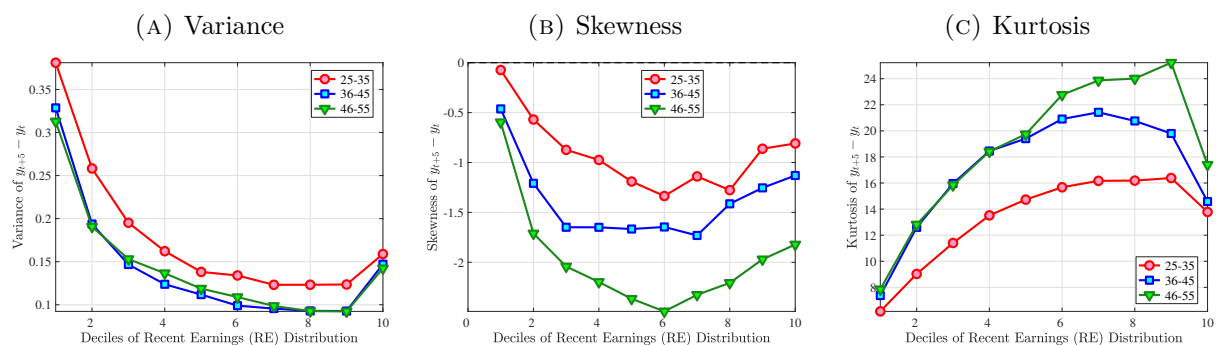 (A) Variance
Variance of y_{t+5} − y_t
0.35
0.3
0.25
0.2
0.15
0.1
2 4 6 8 10
Deciles of Recent Earnings (RE) Distribution
25-35
36-45
46-55
(B) Skewness
Skewness of y_{t+5} − y_t
0
-0.5
-1
-1.5
-2
0 2 4 6 8 10
Deciles of Recent Earnings (RE) Distribution
25-35
36-45
46-55
(C) Kurtosis
Kurtosis of y_{t+5} − y_t
24
22
20
18
16
14
12
10
8
2 4 6 8 10
Deciles of Recent Earnings (RE) Distribution
25-35
36-45
46-55